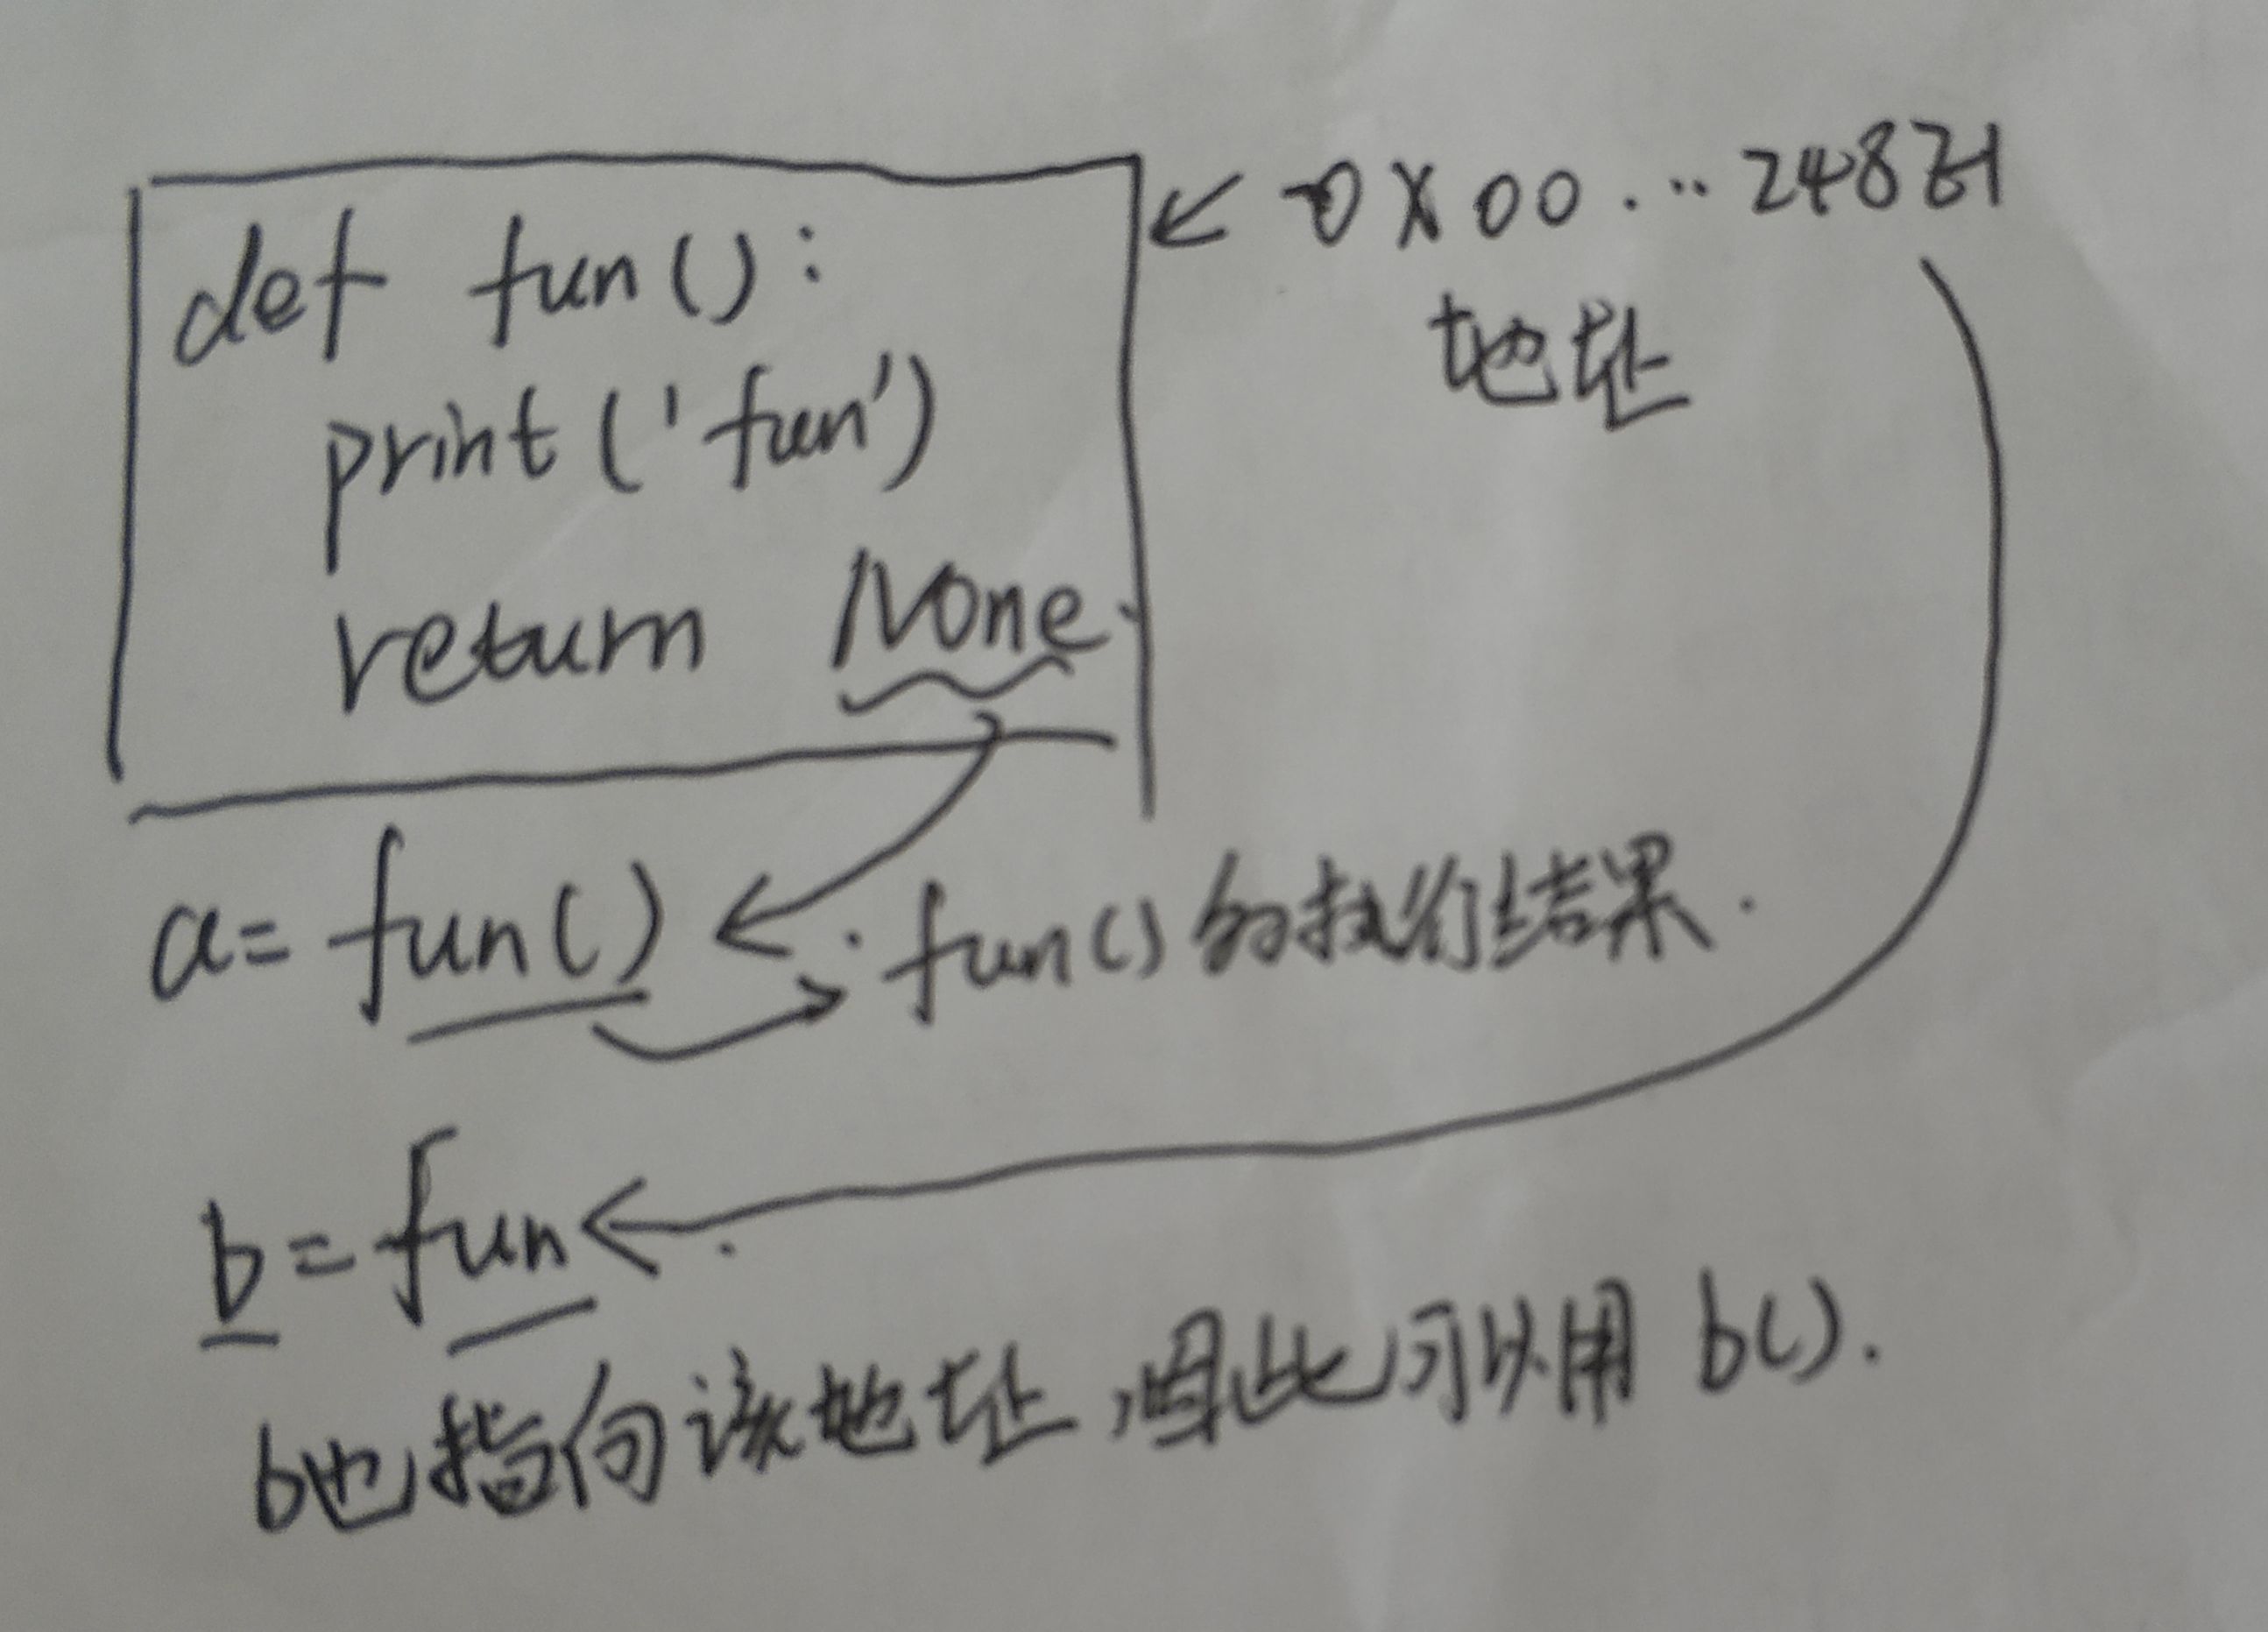 def fun(): ← 0X00...248
地址
print('fun')
return None.
a= fun() fun()的执行结果.
b=fun
b也指向该地址,因此可以用 b().